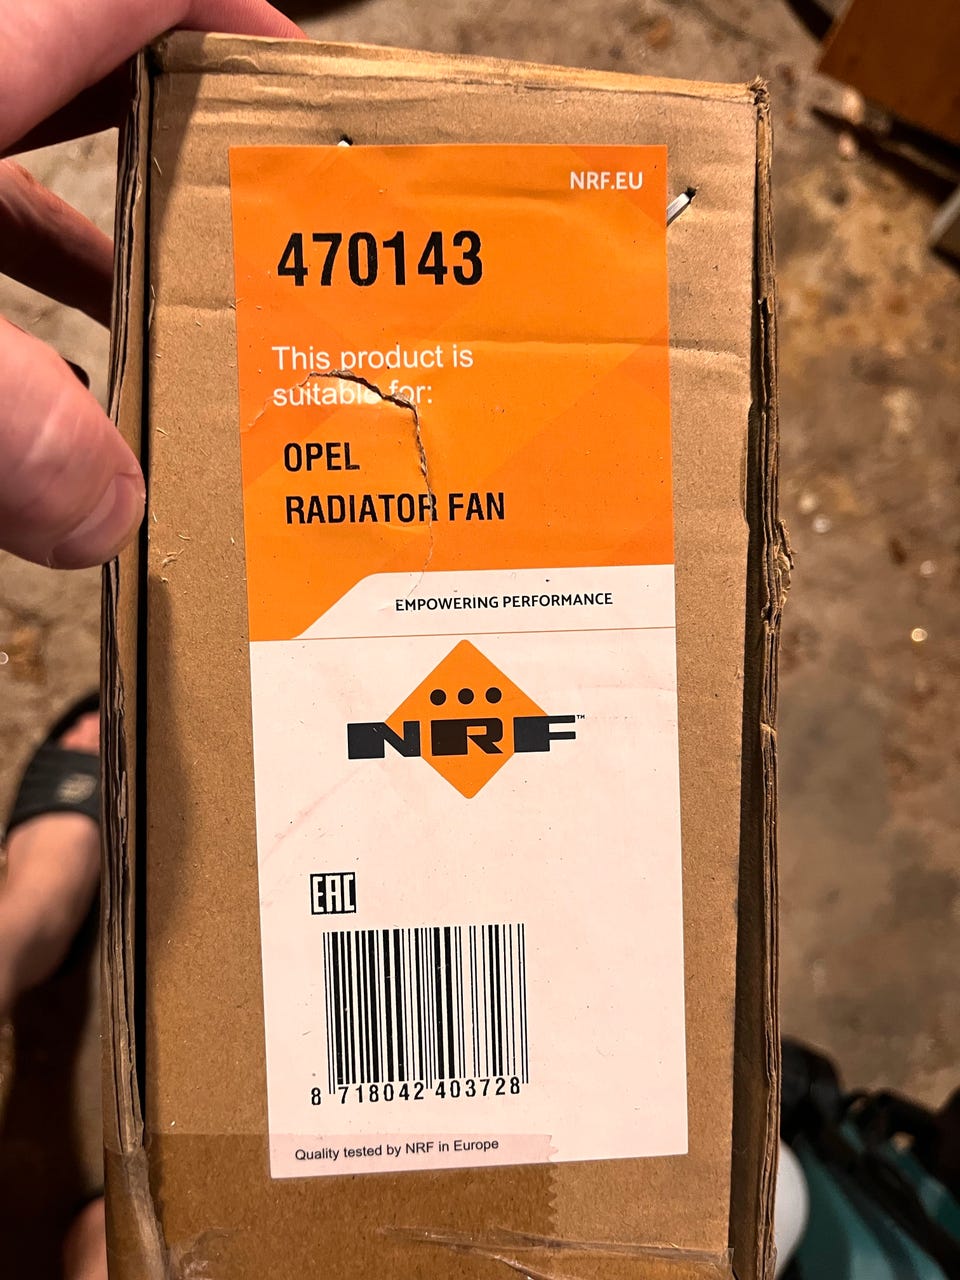 NRF.EU
470143
This product is
suitable for:
OPEL
RADIATOR FAN
EMPOWERING PERFORMANCE
NRF™
EAC
8 718042 403728
Quality tested by NRF in Europe